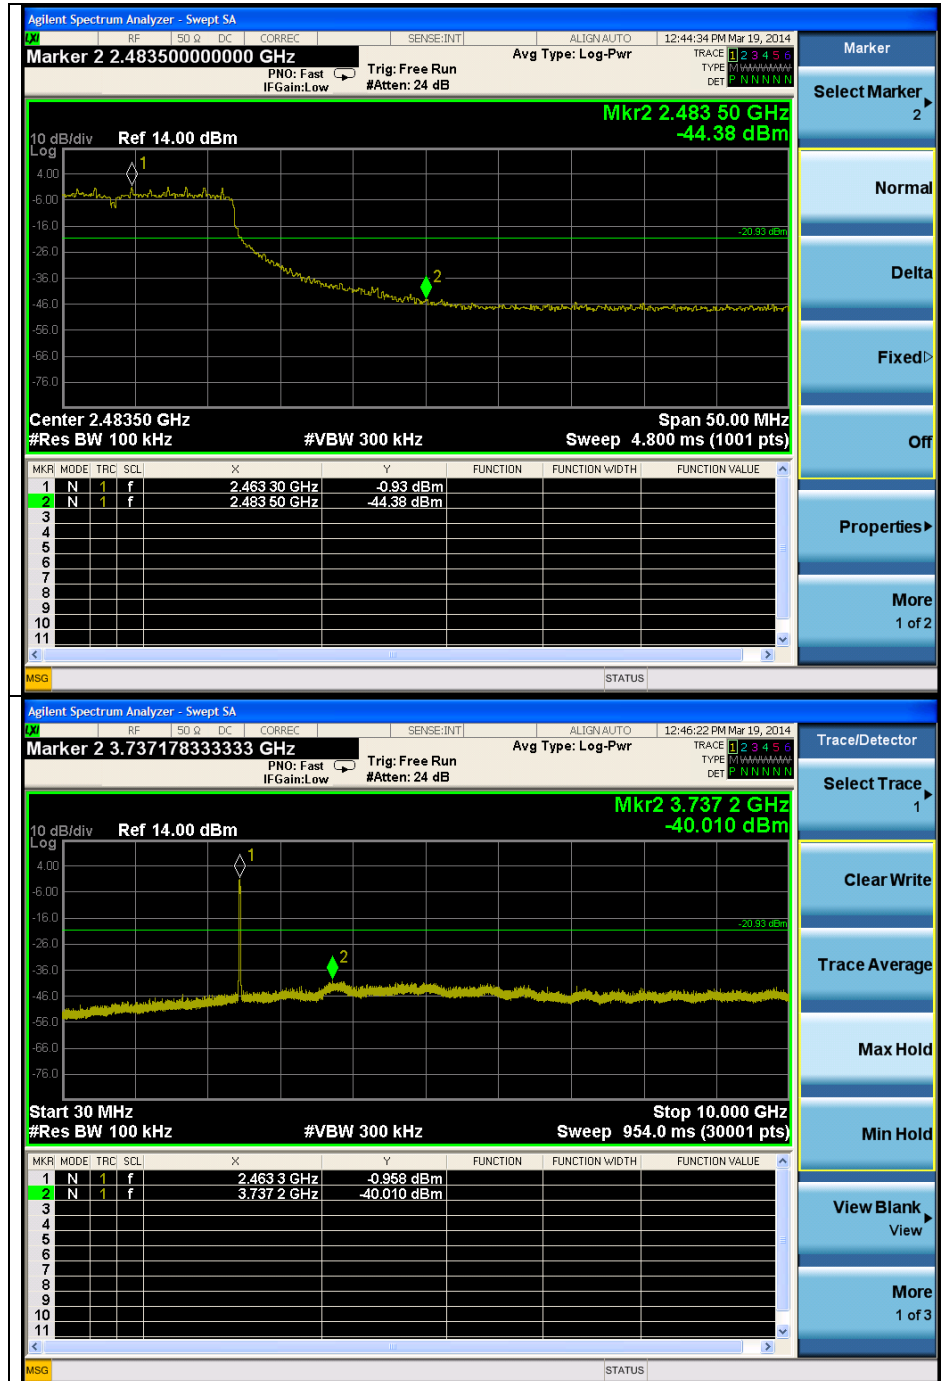 Agilent Spectrum Analyzer - Swept SA
LXI RF 50 Ω DC CORREC SENSE:INT ALIGN AUTO 12:44:34 PM Mar 19, 2014
Marker 2 2.483500000000 GHz
PNO: Fast
IFGain:Low
Trig: Free Run
#Atten: 24 dB
Avg Type: Log-Pwr
TRACE 1 2 3 4 5 6
TYPE M WWWWW
DET P N N N N N
Mkr2 2.483 50 GHz
-44.38 dBm
10 dB/div Ref 14.00 dBm
Log
4.00
-6.00
-16.0
-26.0
-36.0
-46.0
-56.0
-66.0
-76.0
1
-20.93 dBm
2
Center 2.48350 GHz Span 50.00 MHz
#Res BW 100 kHz #VBW 300 kHz Sweep 4.800 ms (1001 pts)
MKR MODE TRC SCL X Y FUNCTION FUNCTION WIDTH FUNCTION VALUE
1 N 1 f 2.463 30 GHz -0.93 dBm
2 N 1 f 2.483 50 GHz -44.38 dBm
3
4
5
6
7
8
9
10
11
MSG STATUS
Marker
Select Marker
2
Normal
Delta
Fixed
Off
Properties
More
1 of 2
Agilent Spectrum Analyzer - Swept SA
LXI RF 50 Ω DC CORREC SENSE:INT ALIGN AUTO 12:46:22 PM Mar 19, 2014
Marker 2 3.737178333333 GHz
PNO: Fast
IFGain:Low
Trig: Free Run
#Atten: 24 dB
Avg Type: Log-Pwr
TRACE 1 2 3 4 5 6
TYPE M WWWWW
DET P N N N N N
Mkr2 3.737 2 GHz
-40.010 dBm
10 dB/div Ref 14.00 dBm
Log
4.00
-6.00
-16.0
-26.0
-36.0
-46.0
-56.0
-66.0
-76.0
1
-20.93 dBm
2
Start 30 MHz Stop 10.000 GHz
#Res BW 100 kHz #VBW 300 kHz Sweep 954.0 ms (30001 pts)
MKR MODE TRC SCL X Y FUNCTION FUNCTION WIDTH FUNCTION VALUE
1 N 1 f 2.463 3 GHz -0.958 dBm
2 N 1 f 3.737 2 GHz -40.010 dBm
3
4
5
6
7
8
9
10
11
MSG STATUS
Trace/Detector
Select Trace
1
Clear Write
Trace Average
Max Hold
Min Hold
View Blank
View
More
1 of 3